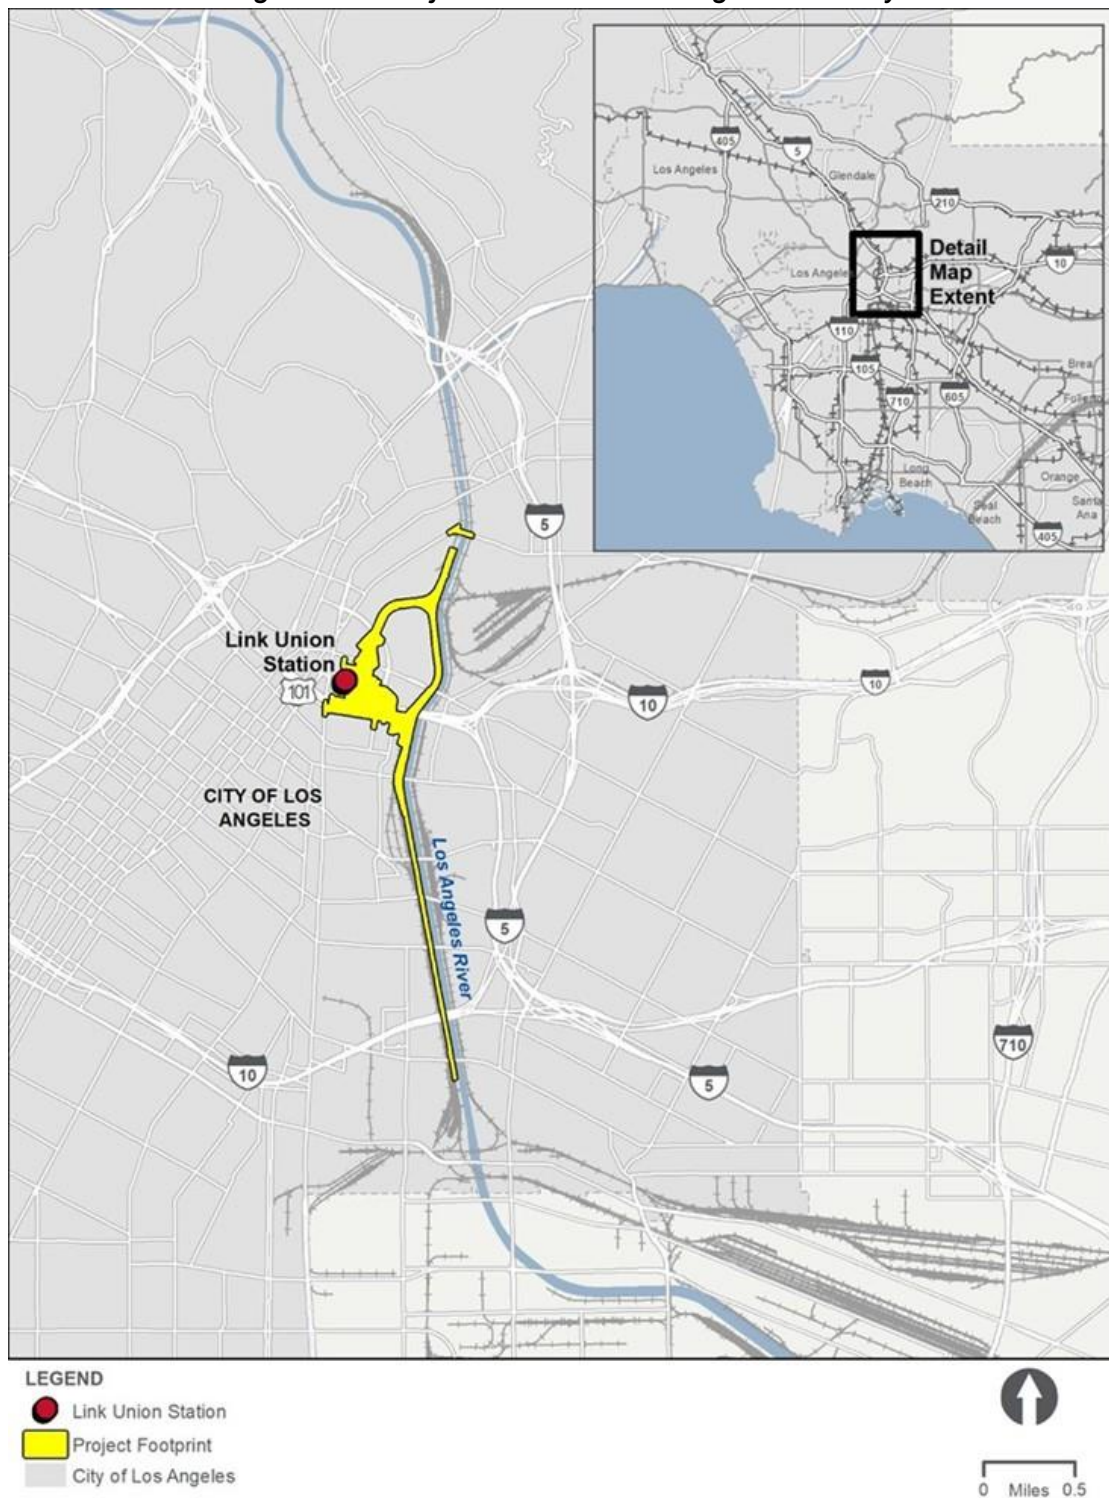 405
5
Los Angeles
Glendale
210
Detail
Map
Extent
10
Los Angeles
110
105
710
605
Brea
Long
Beach
Orange
Seal
Beach
Santa
Ana
405
5
Link Union
Station
101
10
10
CITY OF LOS
ANGELES
Los Angeles River
5
710
10
5
LEGEND
Link Union Station
Project Footprint
City of Los Angeles
0 Miles 0.5